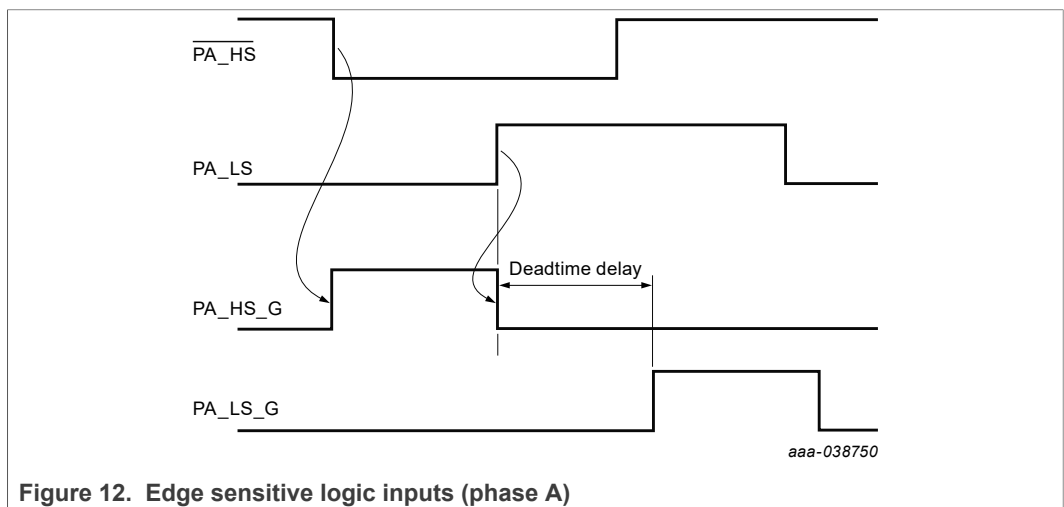 PA_HS
PA_LS
Deadtime delay
PA_HS_G
PA_LS_G
aaa-038750
Figure 12. Edge sensitive logic inputs (phase A)